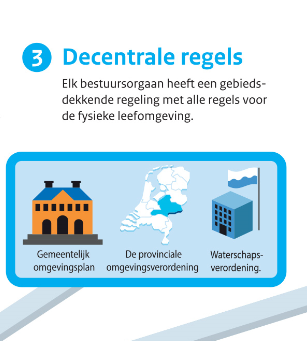 3 Decentrale regels
Elk bestuursorgaan heeft een gebieds-
dekkende regeling met alle regels voor
de fysieke leefomgeving.
Gemeentelijk
omgevingsplan
De provinciale
omgevingsverordening
Waterschaps-
verordening.